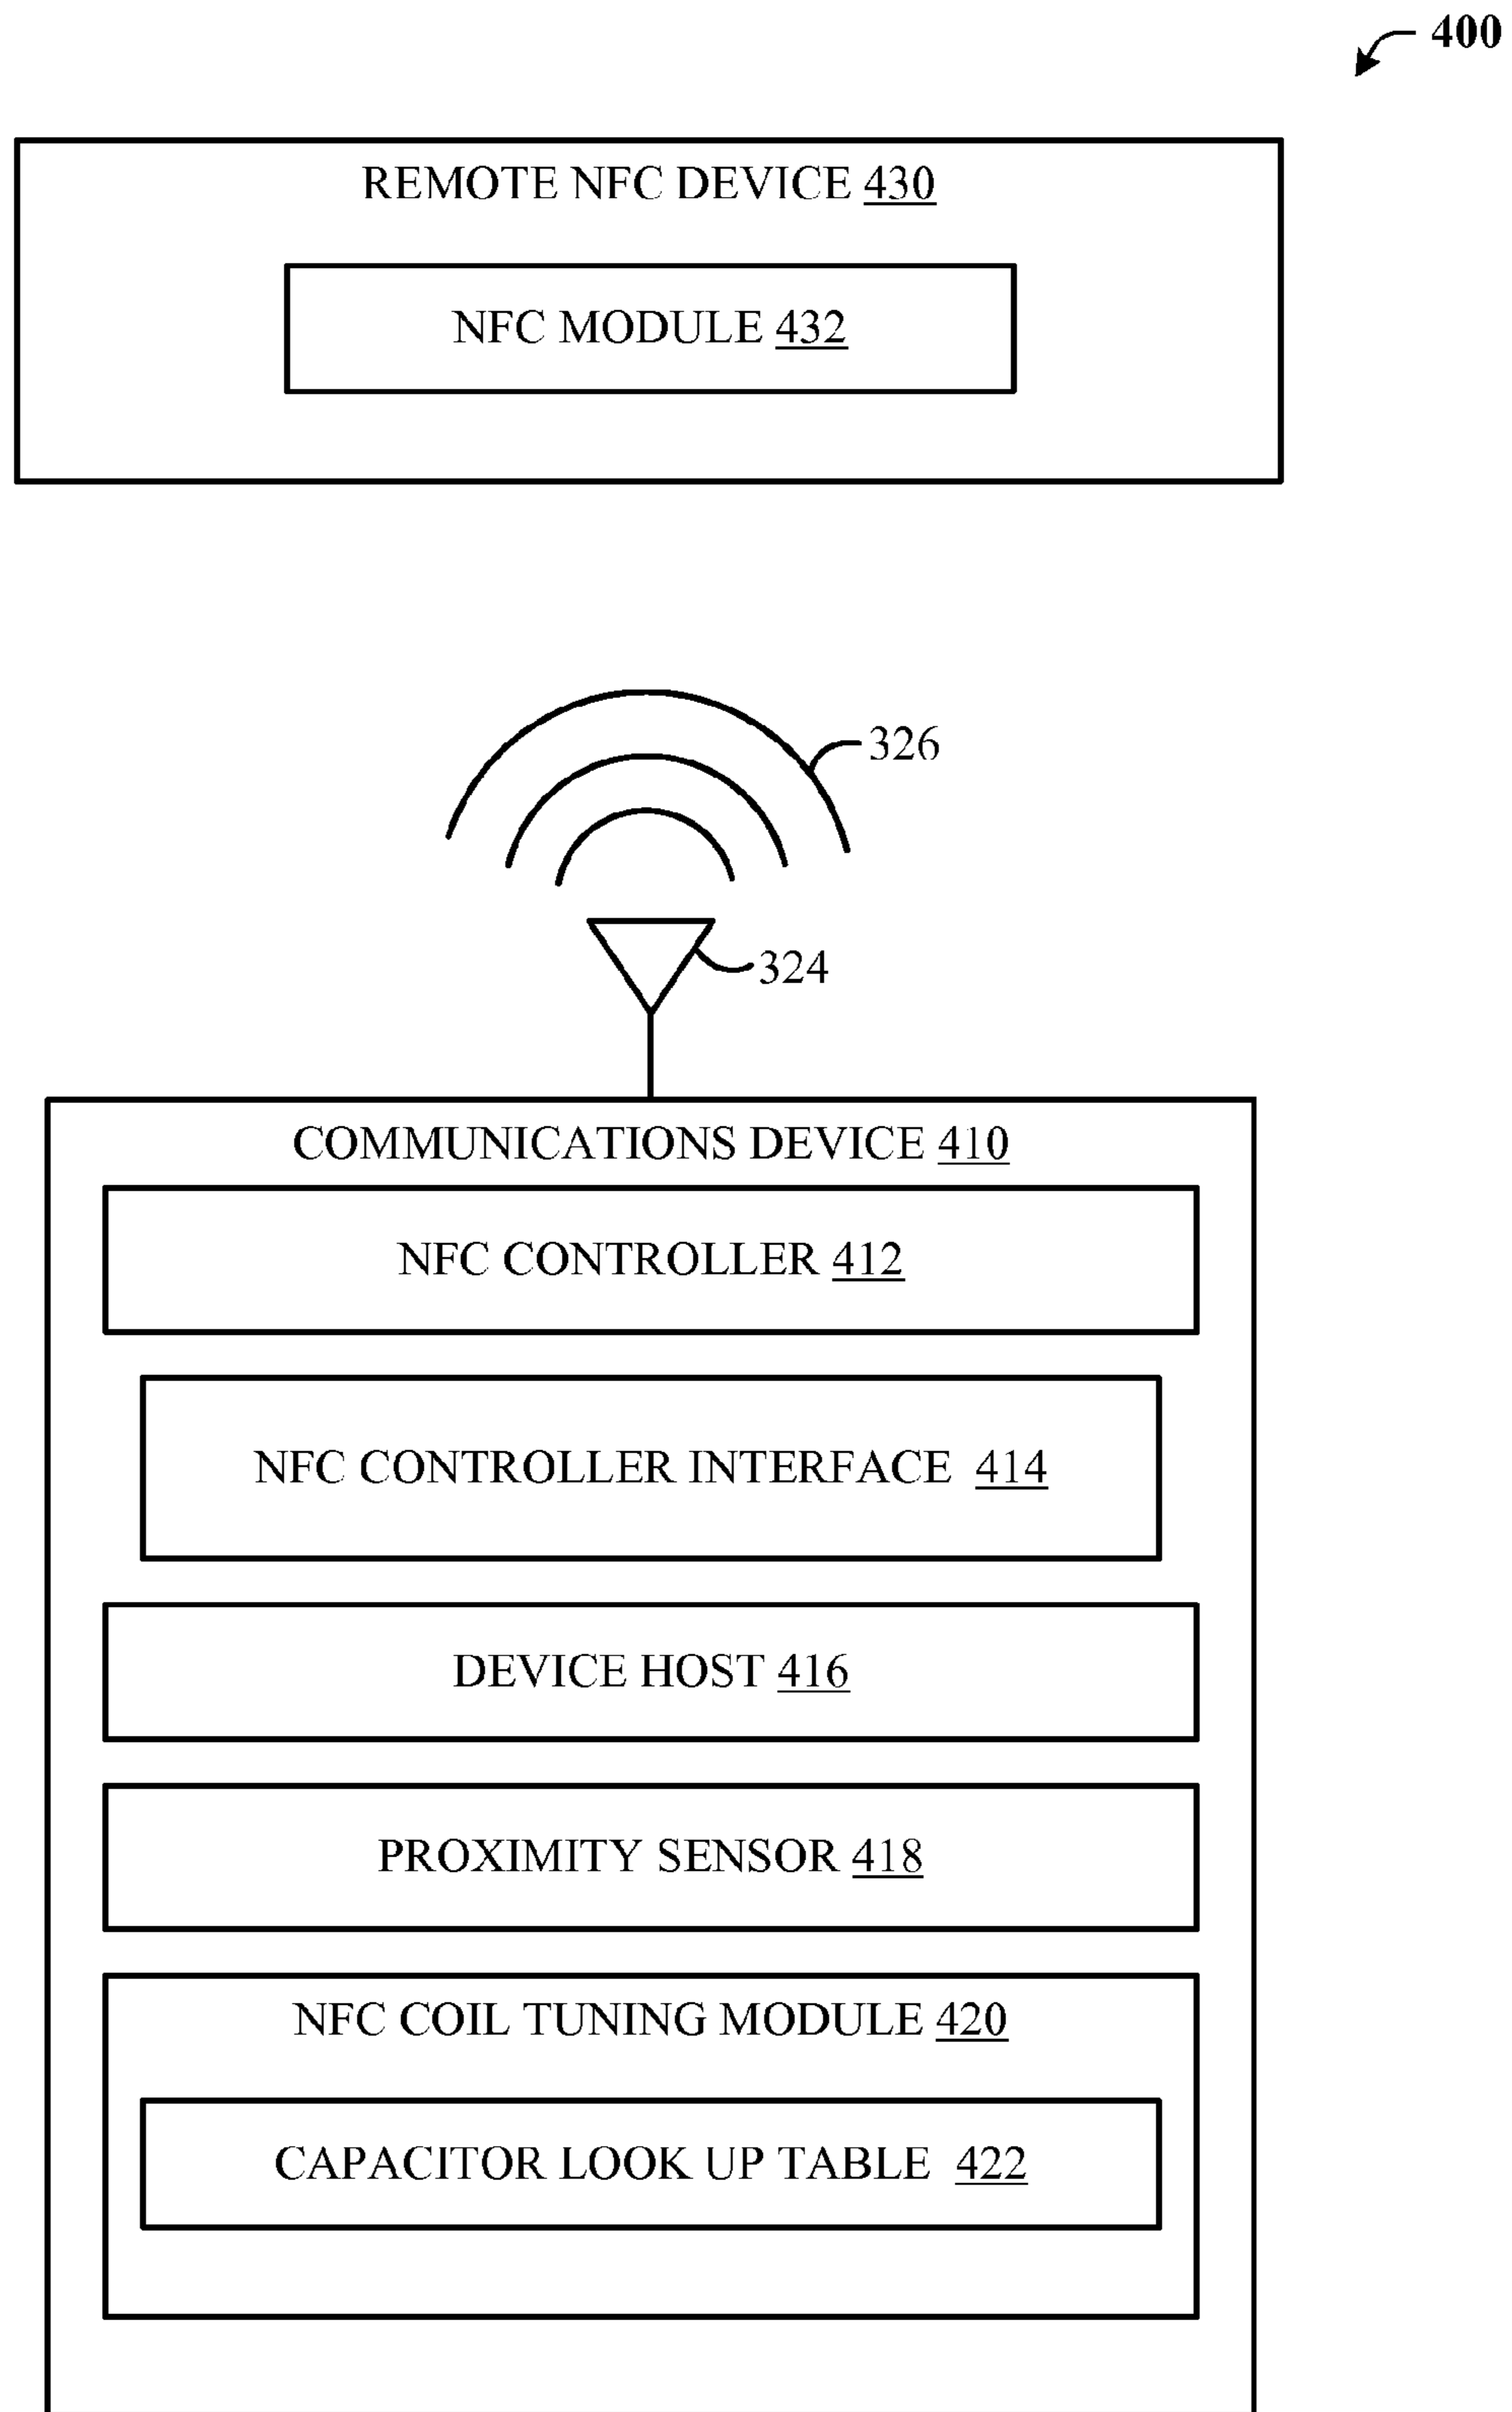 400
REMOTE NFC DEVICE 430
NFC MODULE 432
326
324
COMMUNICATIONS DEVICE 410
NFC CONTROLLER 412
NFC CONTROLLER INTERFACE 414
DEVICE HOST 416
PROXIMITY SENSOR 418
NFC COIL TUNING MODULE 420
CAPACITOR LOOK UP TABLE 422